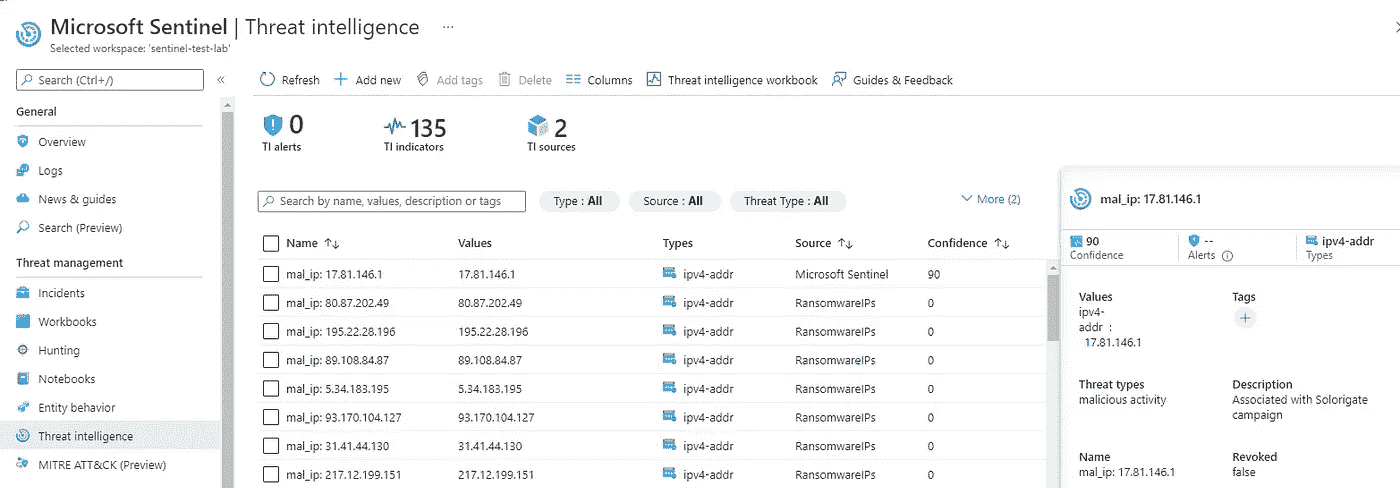 Microsoft Sentinel | Threat intelligence ...
Selected workspace: 'sentinel-test-lab'
Search (Ctrl+/) «
Refresh Add new Add tags Delete Columns Threat intelligence workbook Guides & Feedback
General
Overview
Logs
News & guides
Search (Preview)
Threat management
Incidents
Workbooks
Hunting
Notebooks
Entity behavior
Threat intelligence
MITRE ATT&CK (Preview)
0
TI alerts
135
TI indicators
2
TI sources
Search by name, values, description or tags Type : All Source : All Threat Type : All More (2)
Name Values Types Source Confidence
mal_ip: 17.81.146.1 17.81.146.1 ipv4-addr Microsoft Sentinel 90
mal_ip: 80.87.202.49 80.87.202.49 ipv4-addr RansomwareIPs 0
mal_ip: 195.22.28.196 195.22.28.196 ipv4-addr RansomwareIPs 0
mal_ip: 89.108.84.87 89.108.84.87 ipv4-addr RansomwareIPs 0
mal_ip: 5.34.183.195 5.34.183.195 ipv4-addr RansomwareIPs 0
mal_ip: 93.170.104.127 93.170.104.127 ipv4-addr RansomwareIPs 0
mal_ip: 31.41.44.130 31.41.44.130 ipv4-addr RansomwareIPs 0
mal_ip: 217.12.199.151 217.12.199.151 ipv4-addr RansomwareIPs 0
mal_ip: 17.81.146.1
90
Confidence
--
Alerts
ipv4-addr
Types
Values
ipv4-
addr :
17.81.146.1
Tags
Threat types
malicious activity
Description
Associated with Solorigate
campaign
Name
mal_ip: 17.81.146.1
Revoked
false